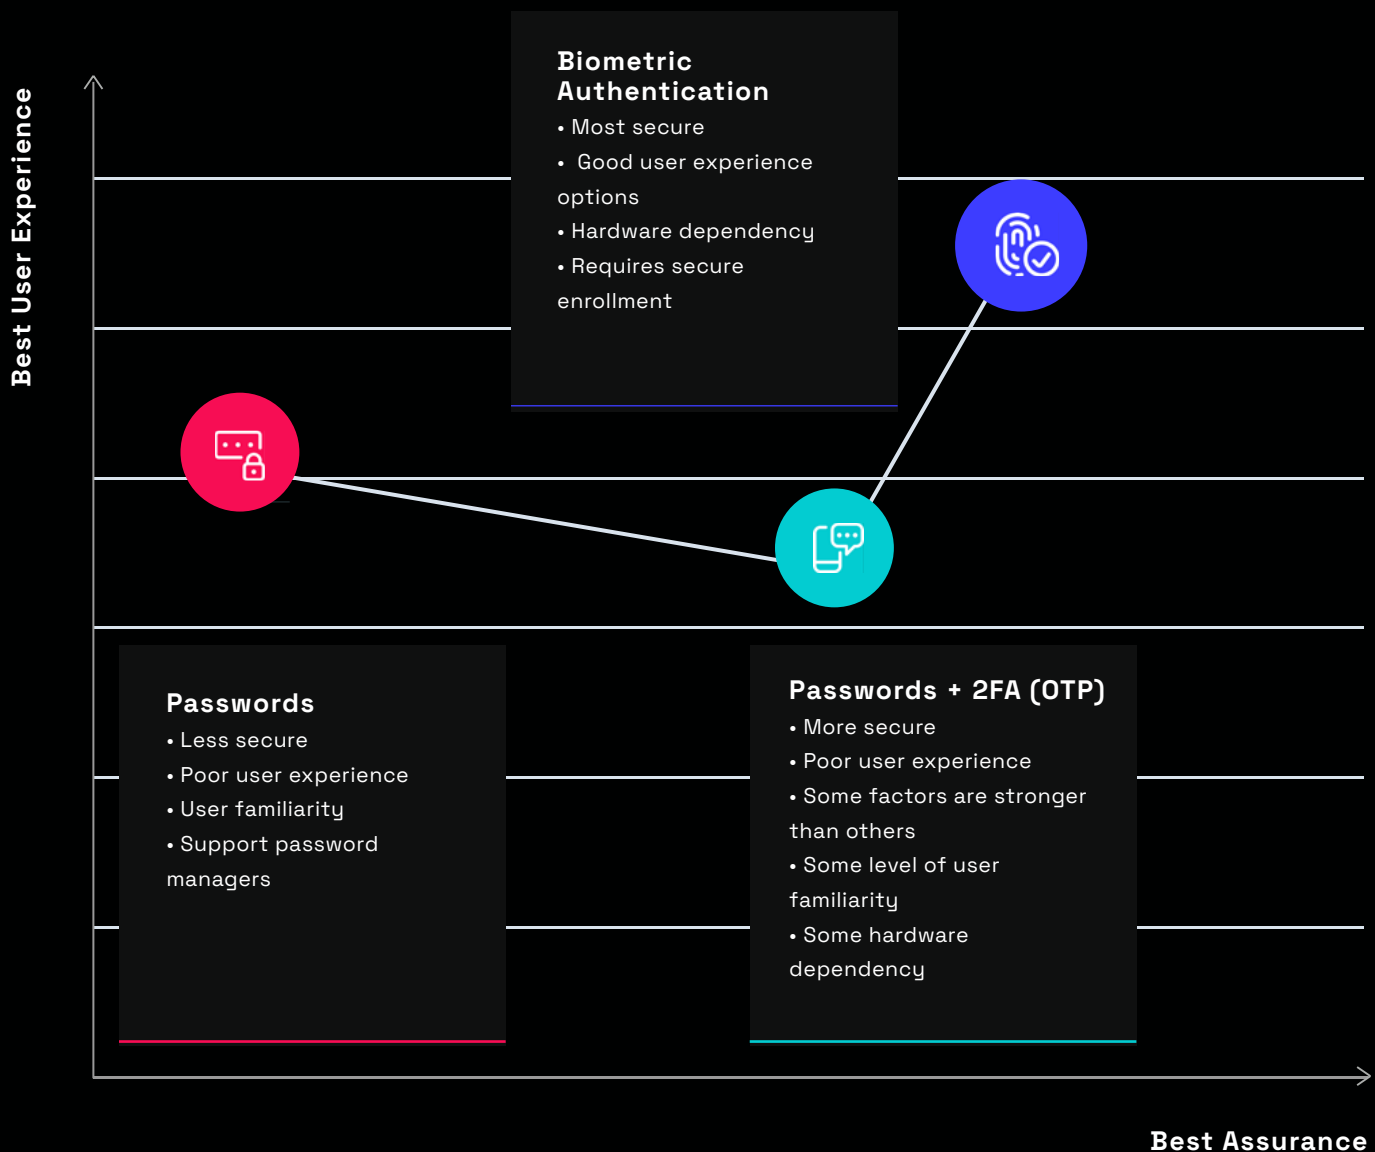 Best User Experience
Biometric
Authentication
• Most secure
• Good user experience
options
• Hardware dependency
• Requires secure
enrollment
Passwords
• Less secure
• Poor user experience
• User familiarity
• Support password
managers
Passwords + 2FA (OTP)
• More secure
• Poor user experience
• Some factors are stronger
than others
• Some level of user
familiarity
• Some hardware
dependency
Best Assurance